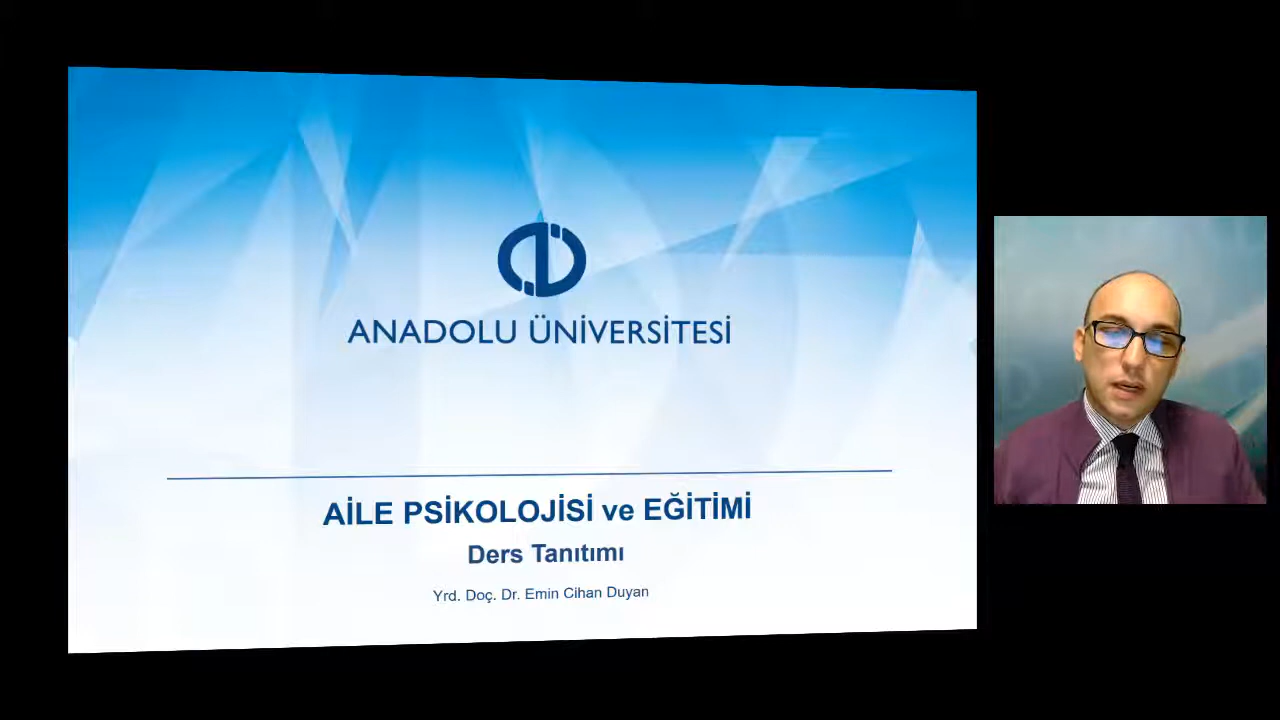 ANADOLU ÜNİVERSİTESİ
AİLE PSİKOLOJİSİ ve EĞİTİMİ
Ders Tanıtımı
Yrd. Doç. Dr. Emin Cihan Duyan